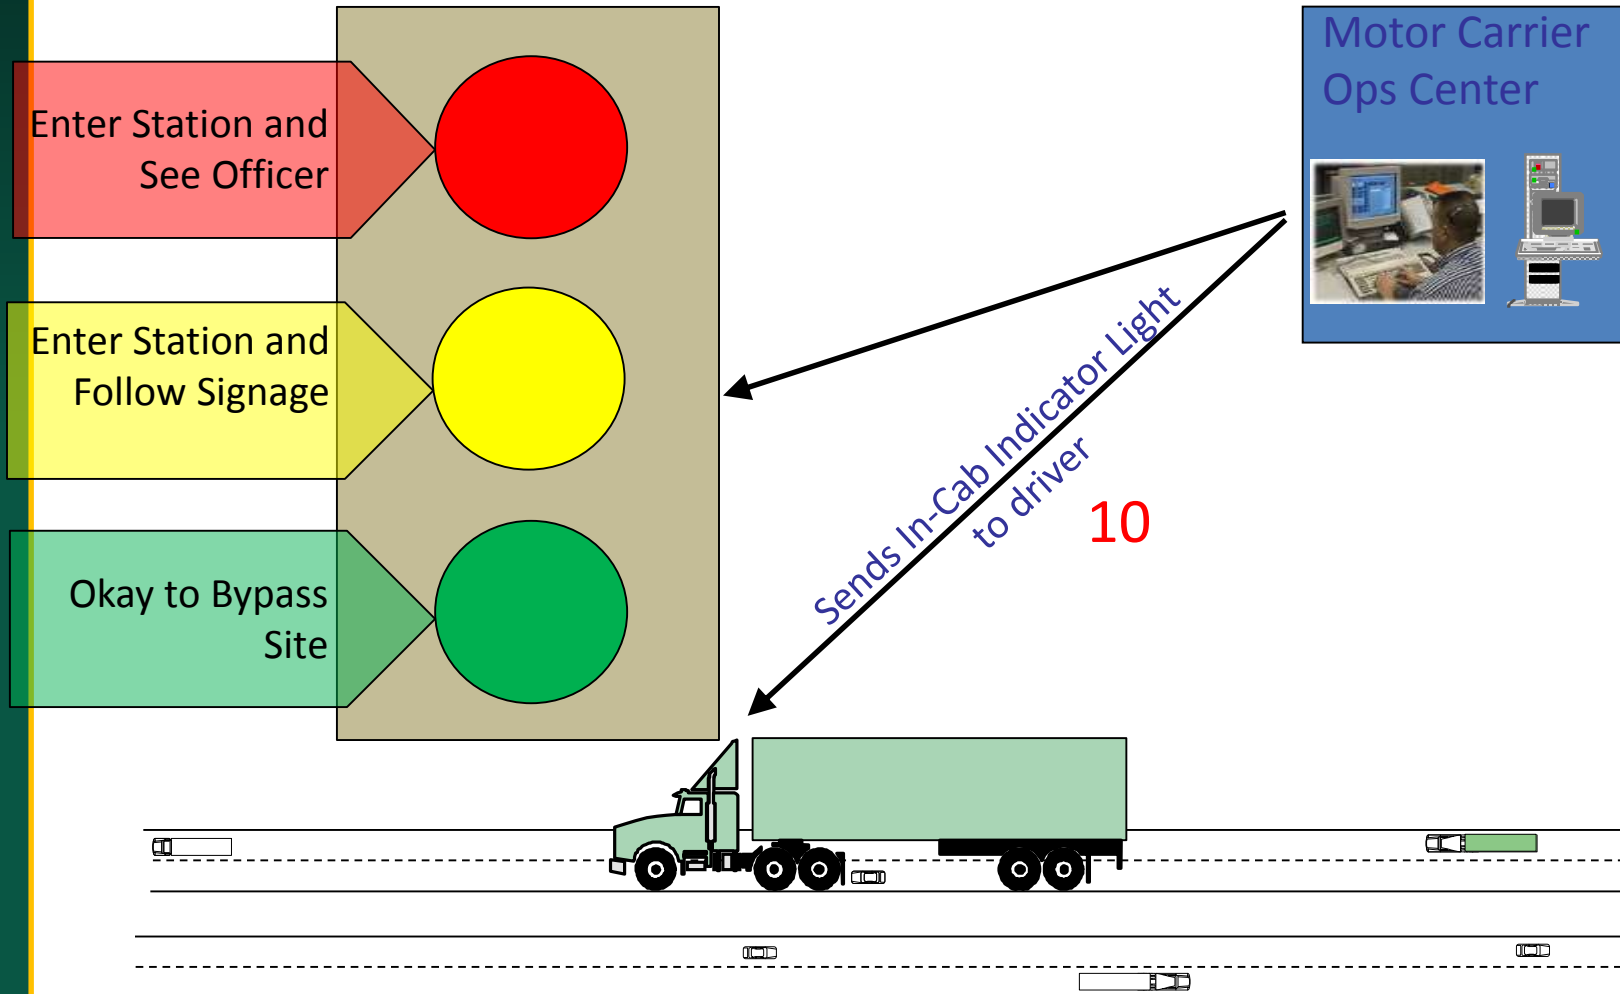 Enter Station and
See Officer
Enter Station and
Follow Signage
Okay to Bypass
Site
Motor Carrier
Ops Center
Sends In-Cab Indicator Light
to driver
10